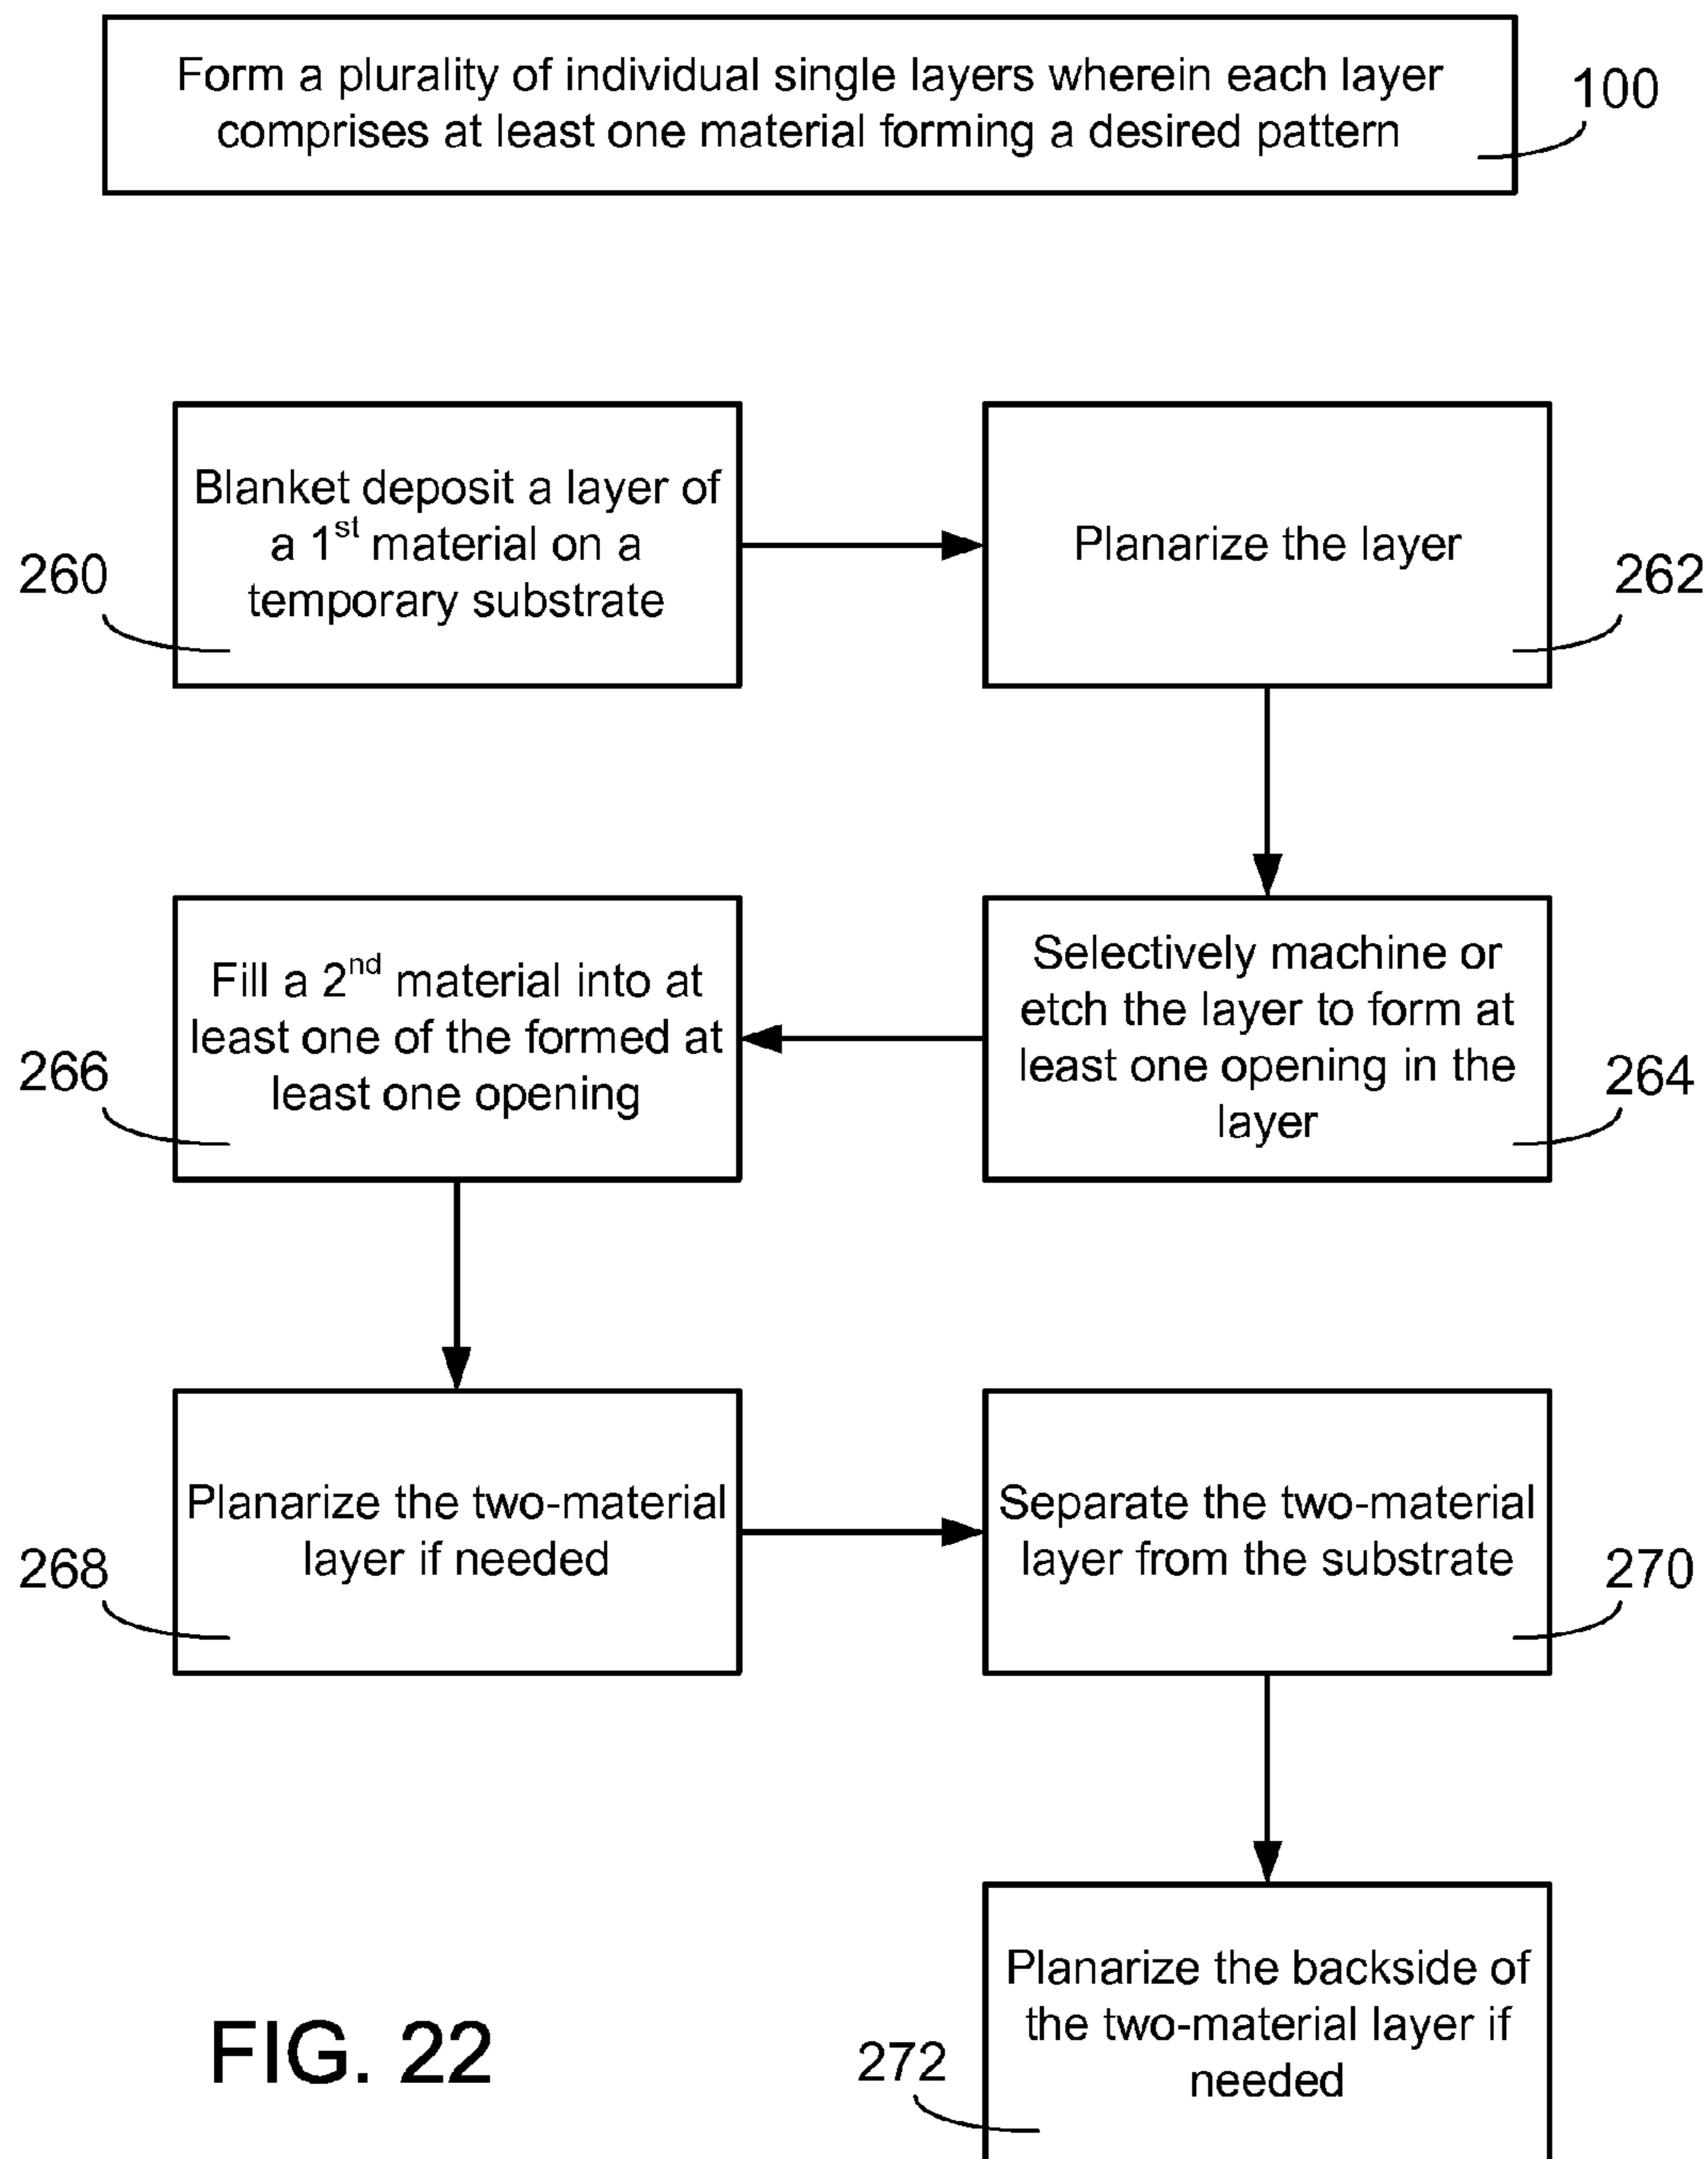 Form a plurality of individual single layers wherein each layer
comprises at least one material forming a desired pattern
100
Blanket deposit a layer of
a 1st material on a
temporary substrate
260
Planarize the layer
262
Selectively machine or
etch the layer to form at
least one opening in the
layer
264
Fill a 2nd material into at
least one of the formed at
least one opening
266
Planarize the two-material
layer if needed
268
Separate the two-material
layer from the substrate
270
Planarize the backside of
the two-material layer if
needed
272
FIG. 22